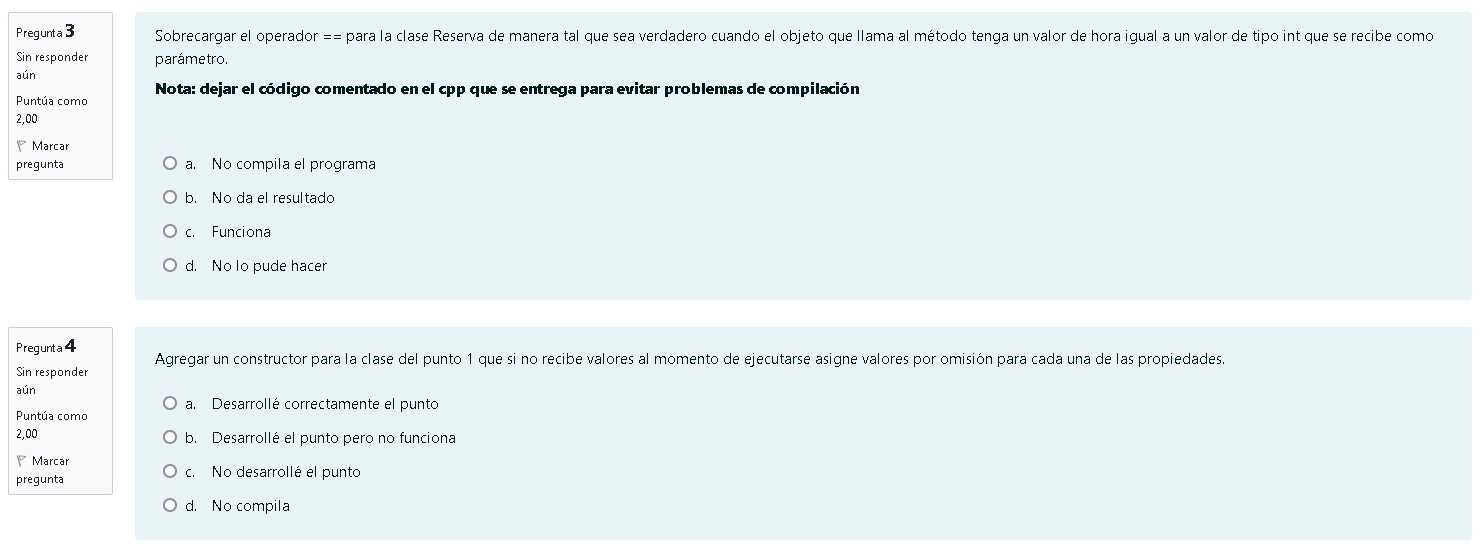 Pregunta 3
Sin responder
aún
Puntúa como
2,00
Marcar
pregunta
Sobrecargar el operador == para la clase Reserva de manera tal que sea verdadero cuando el objeto que llama al método tenga un valor de hora igual a un valor de tipo int que se recibe como
parámetro.
Nota: dejar el código comentado en el cpp que se entrega para evitar problemas de compilación
a. No compila el programa
b. No da el resultado
c. Funciona
d. No lo pude hacer
Pregunta 4
Sin responder
aún
Puntúa como
2,00
Marcar
pregunta
Agregar un constructor para la clase del punto 1 que si no recibe valores al momento de ejecutarse asigne valores por omisión para cada una de las propiedades.
a. Desarrollé correctamente el punto
b. Desarrollé el punto pero no funciona
c. No desarrollé el punto
d. No compila